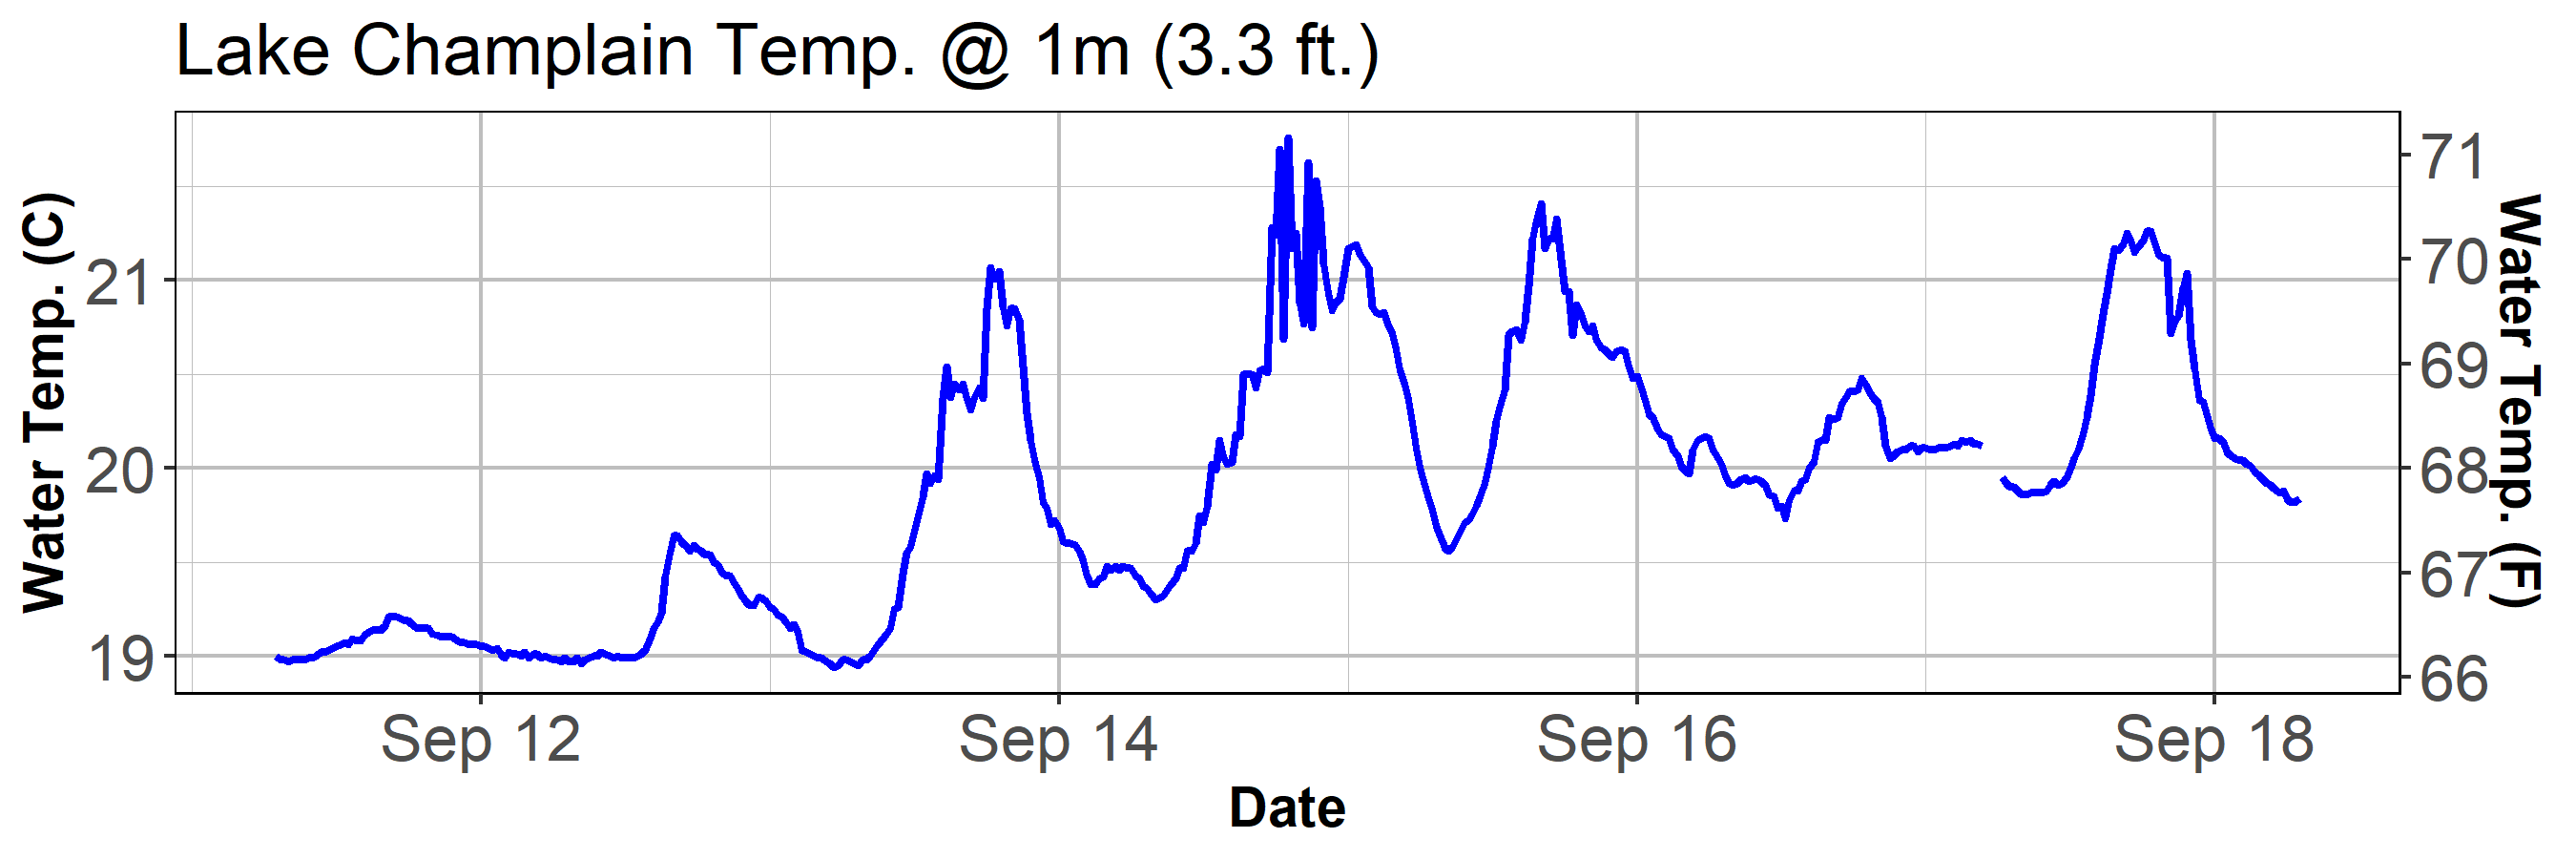 Lake Champlain Temp. @ 1m (3.3 ft.)
Water Temp. (C)
21
20
19
71
70
69
68
67
66
Water Temp. (F)
Sep 12
Sep 14
Sep 16
Sep 18
Date